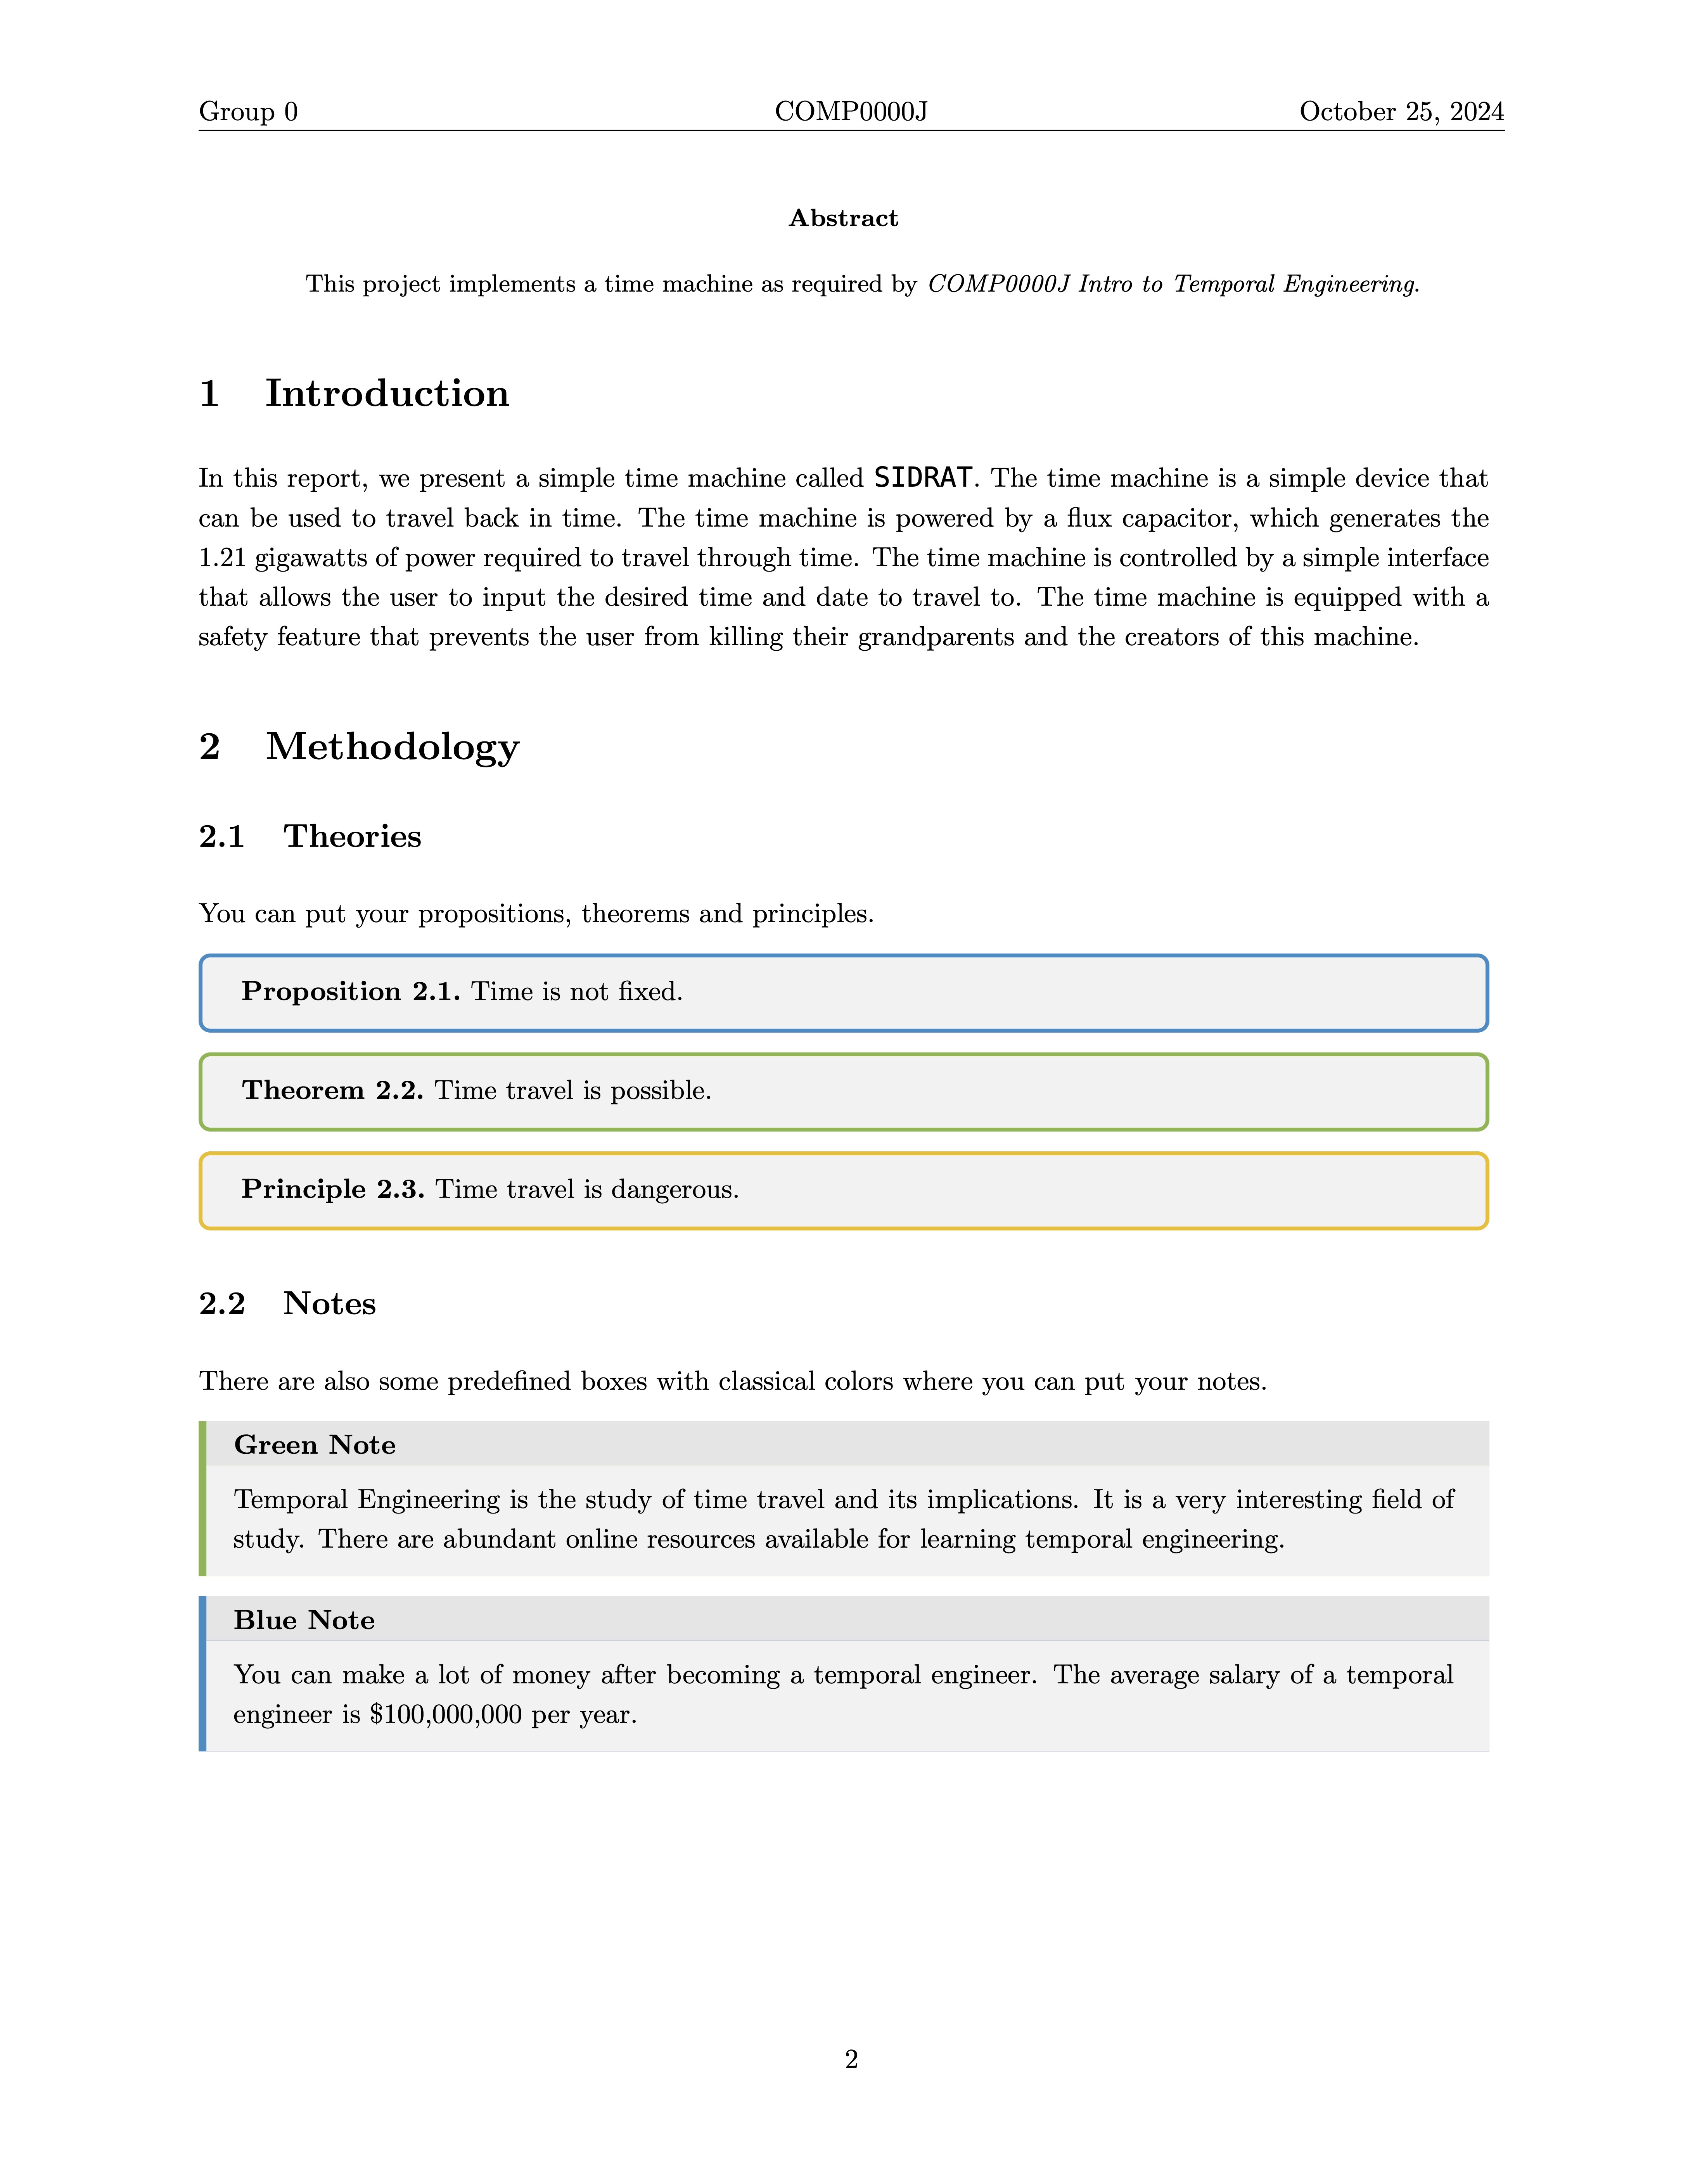 Group 0 COMP0000J October 25, 2024
Abstract
This project implements a time machine as required by COMP0000J Intro to Temporal Engineering.
1 Introduction
In this report, we present a simple time machine called SIDRAT. The time machine is a simple device that
can be used to travel back in time. The time machine is powered by a flux capacitor, which generates the
1.21 gigawatts of power required to travel through time. The time machine is controlled by a simple interface
that allows the user to input the desired time and date to travel to. The time machine is equipped with a
safety feature that prevents the user from killing their grandparents and the creators of this machine.
2 Methodology
2.1 Theories
You can put your propositions, theorems and principles.
Proposition 2.1. Time is not fixed.
Theorem 2.2. Time travel is possible.
Principle 2.3. Time travel is dangerous.
2.2 Notes
There are also some predefined boxes with classical colors where you can put your notes.
Green Note
Temporal Engineering is the study of time travel and its implications. It is a very interesting field of
study. There are abundant online resources available for learning temporal engineering.
Blue Note
You can make a lot of money after becoming a temporal engineer. The average salary of a temporal
engineer is $100,000,000 per year.
2